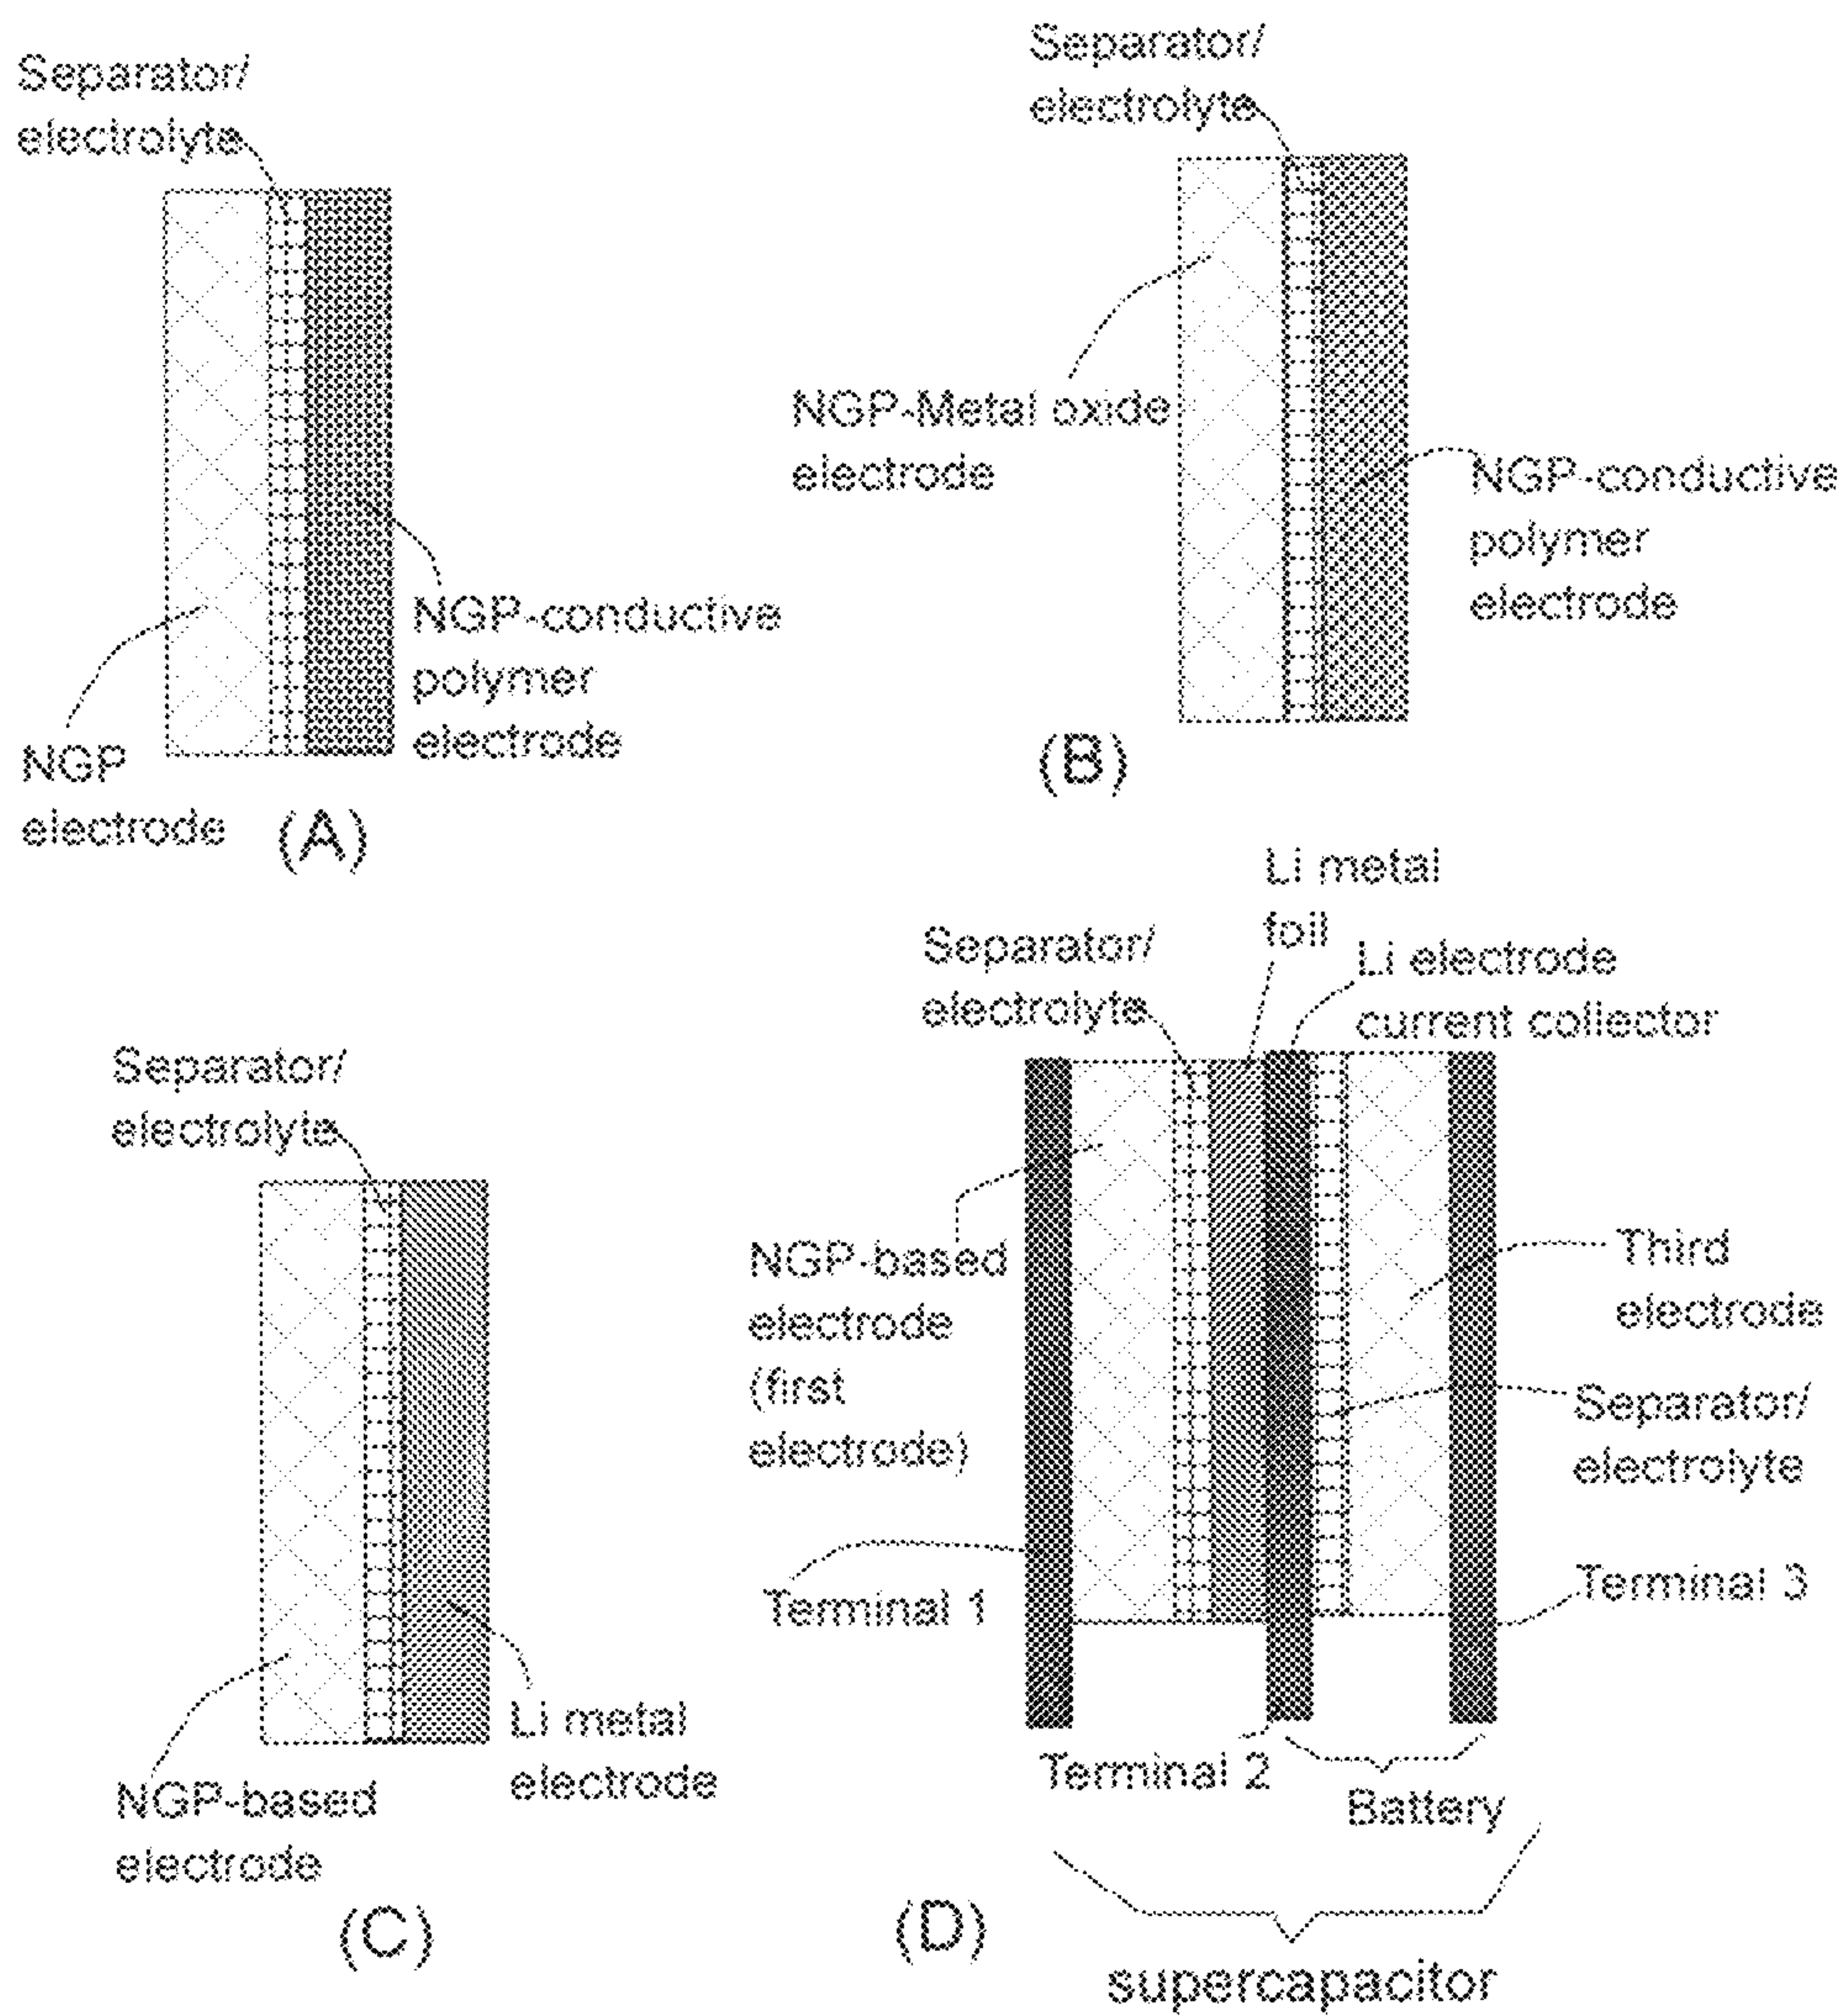 Separator/
electrolyte
NGP-conductive
polymer
electrode
NGP
electrode
(A)
Separator/
electrolyte
NGP-Metal oxide
electrode
NGP-conductive
polymer
electrode
(B)
Separator/
electrolyte
Li metal
electrode
NGP-based
electrode
(C)
Li metal
foil
Separator/
electrolyte
Li electrode
current collector
NGP-based
electrode
(first
electrode)
Third
electrode
Separator/
electrolyte
Terminal 1
Terminal 3
Terminal 2
Battery
(D)
supercapacitor